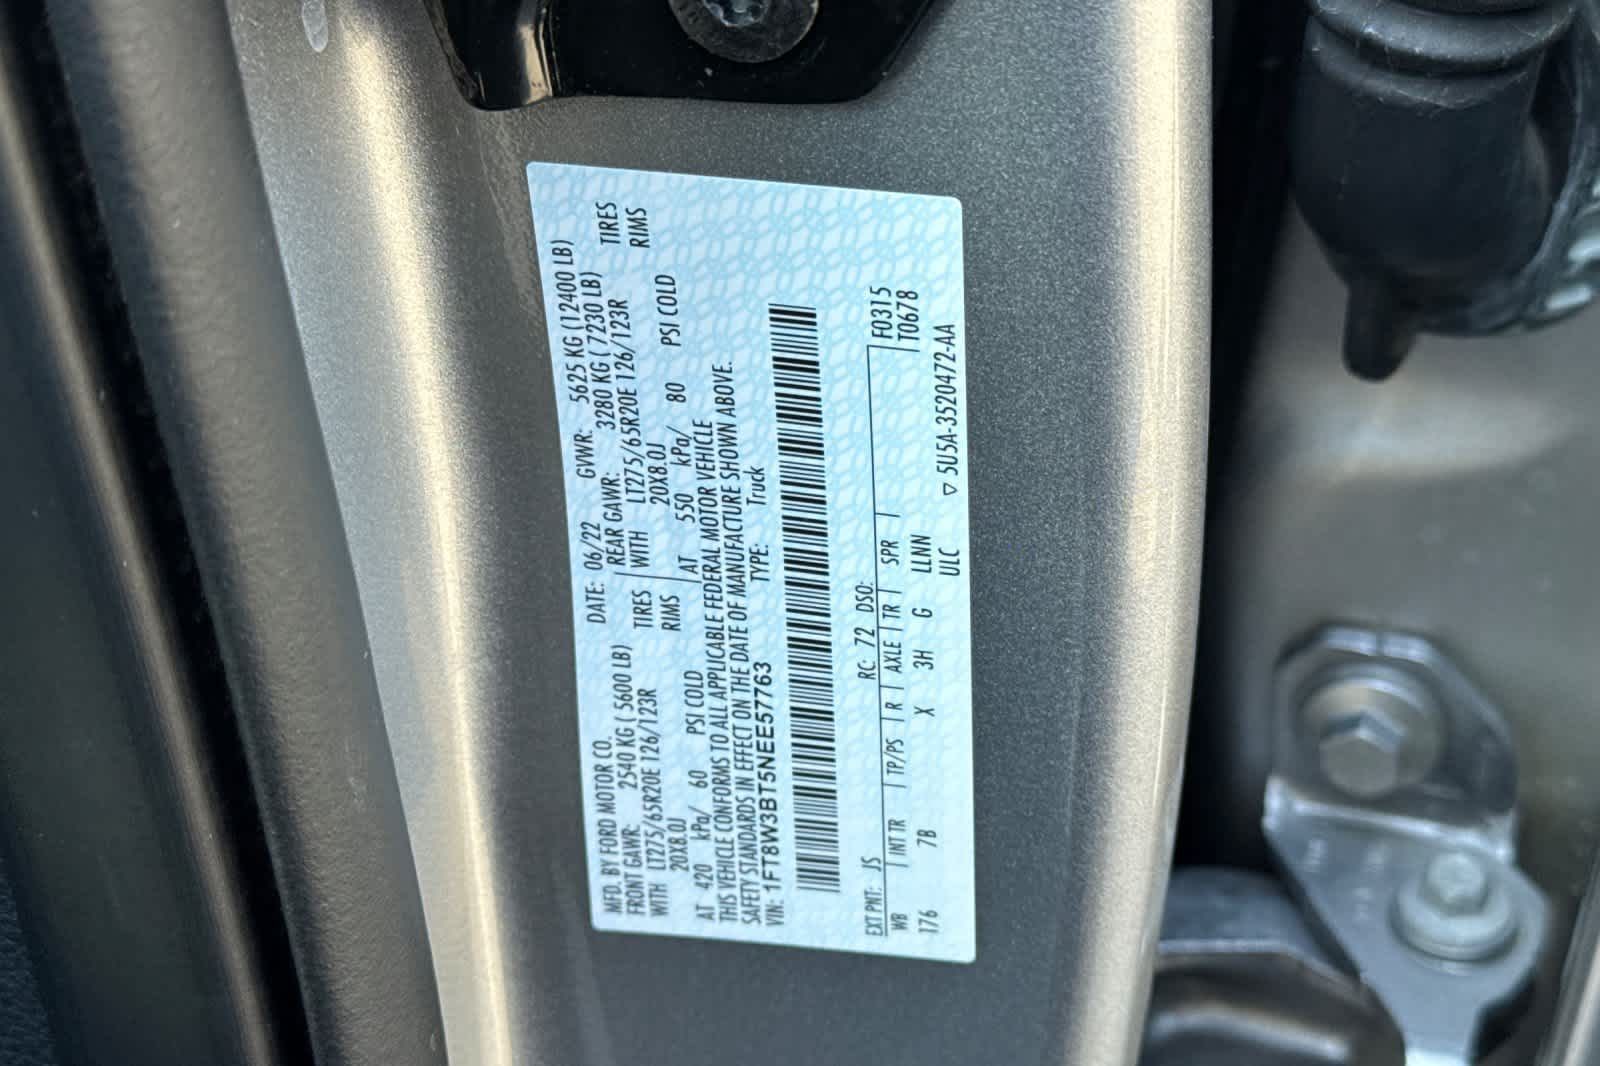 MFD. BY FORD MOTOR CO.
DATE: 06/22 GVWR: 5625 KG (12400 LB)
FRONT GAWR: 2540 KG ( 5600 LB)
REAR GAWR: 3280 KG ( 7230 LB)
WITH LT275/65R20E 126/123R TIRES
WITH LT275/65R20E 126/123R TIRES
20X8.0J RIMS
20X8.0J RIMS
AT 420 kPa/ 60 PSI COLD
AT 550 kPa/ 80 PSI COLD
THIS VEHICLE CONFORMS TO ALL APPLICABLE FEDERAL MOTOR VEHICLE
SAFETY STANDARDS IN EFFECT ON THE DATE OF MANUFACTURE SHOWN ABOVE.
VIN: 1FT8W3BT5NEE57763 TYPE: Truck
EXT PNT: JS RC: 72 DSO: F0315
WB INT TR TP/PS R AXLE TR SPR T0678
176 7B X 3H G LLNN
ULC ▽ 5U5A-3520472-AA